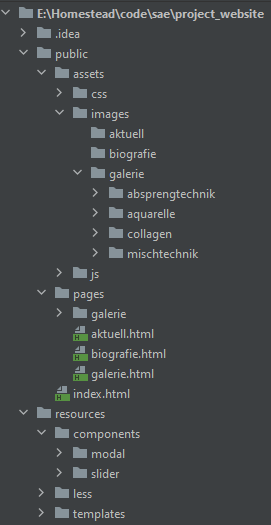 E:\Homestead\code\sae\project_website
.idea
public
assets
css
images
aktuell
biografie
galerie
absprengtechnik
aquarelle
collagen
mischtechnik
js
pages
galerie
aktuell.html
biografie.html
galerie.html
index.html
resources
components
modal
slider
less
templates